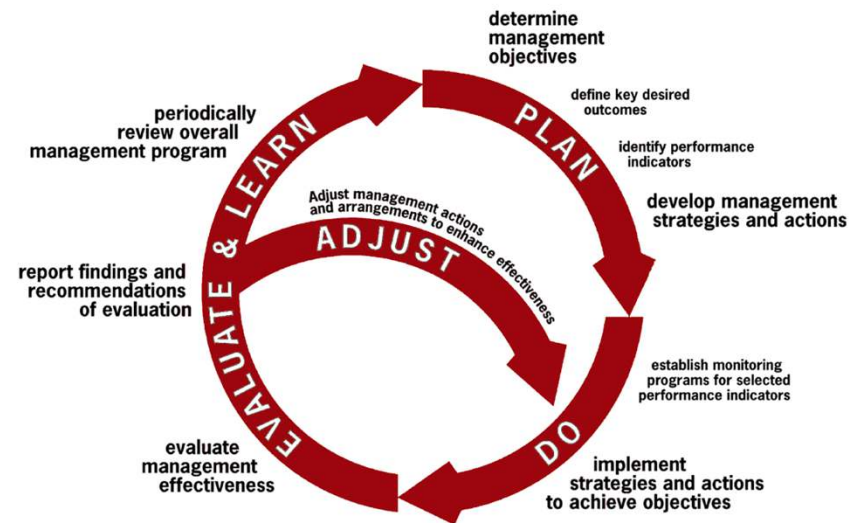 determine
management
objectives
define key desired
outcomes
identify performance
indicators
develop management
strategies and actions
PLAN
establish monitoring
programs for selected
performance indicators
DO
implement
strategies and actions
to achieve objectives
evaluate
management
effectiveness
report findings and
recommendations
of evaluation
EVALUATE & LEARN
periodically
review overall
management program
Adjust management actions
and arrangements to enhance effectiveness
ADJUST